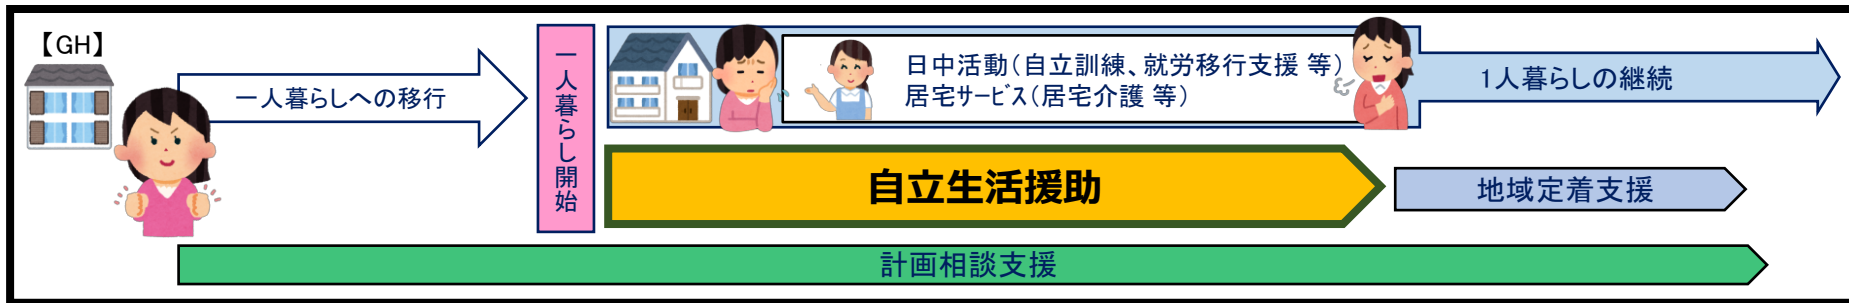 【GH】
一人暮らしへの移行
一人暮らし開始
日中活動（自立訓練、就労移行支援 等）
居宅サービス（居宅介護 等）
1人暮らしの継続
自立生活援助
地域定着支援
計画相談支援